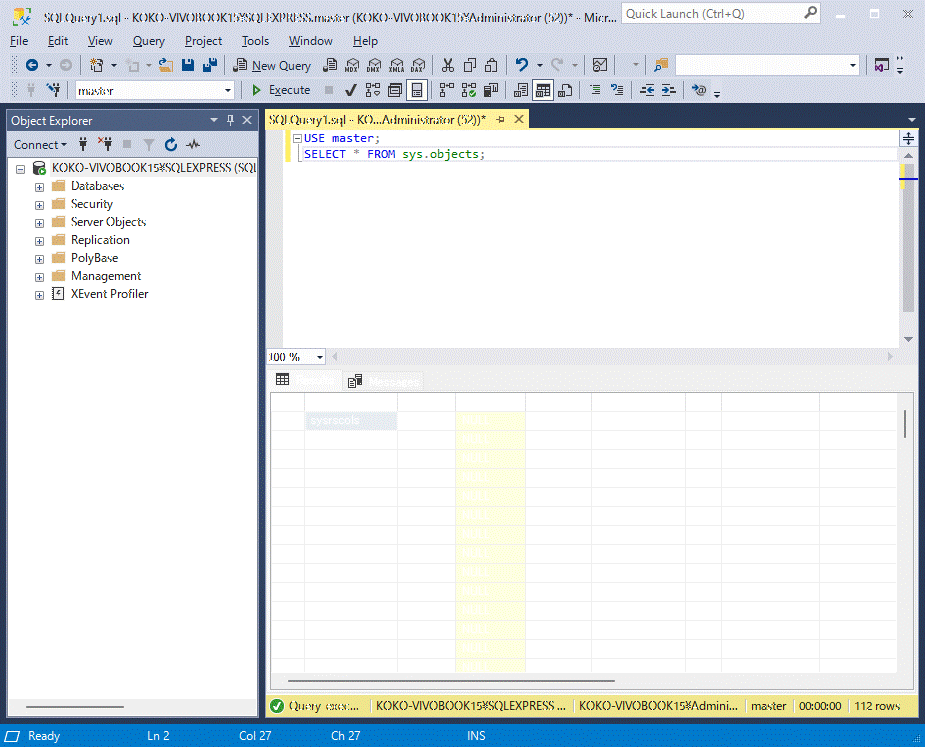 SQLQuery1.sql - KOKO-VIVOBOOK15¥SQLEXPRESS.master (KOKO-VIVOBOOK15¥Administrator (52))* - Micr...
Quick Launch (Ctrl+Q)
File Edit View Query Project Tools Window Help
New Query MDX DMX XMLA DAX
master Execute
Object Explorer
SQLQuery1.sql - KO...Administrator (52))*
Connect
USE master;
SELECT * FROM sys.objects;
KOKO-VIVOBOOK15¥SQLEXPRESS (SQL
Databases
Security
Server Objects
Replication
PolyBase
Management
XEvent Profiler
100 %
Results Messages
sysrscols
Query exec... KOKO-VIVOBOOK15¥SQLEXPRESS ... KOKO-VIVOBOOK15¥Admini... master 00:00:00 112 rows
Ready Ln 2 Col 27 Ch 27 INS